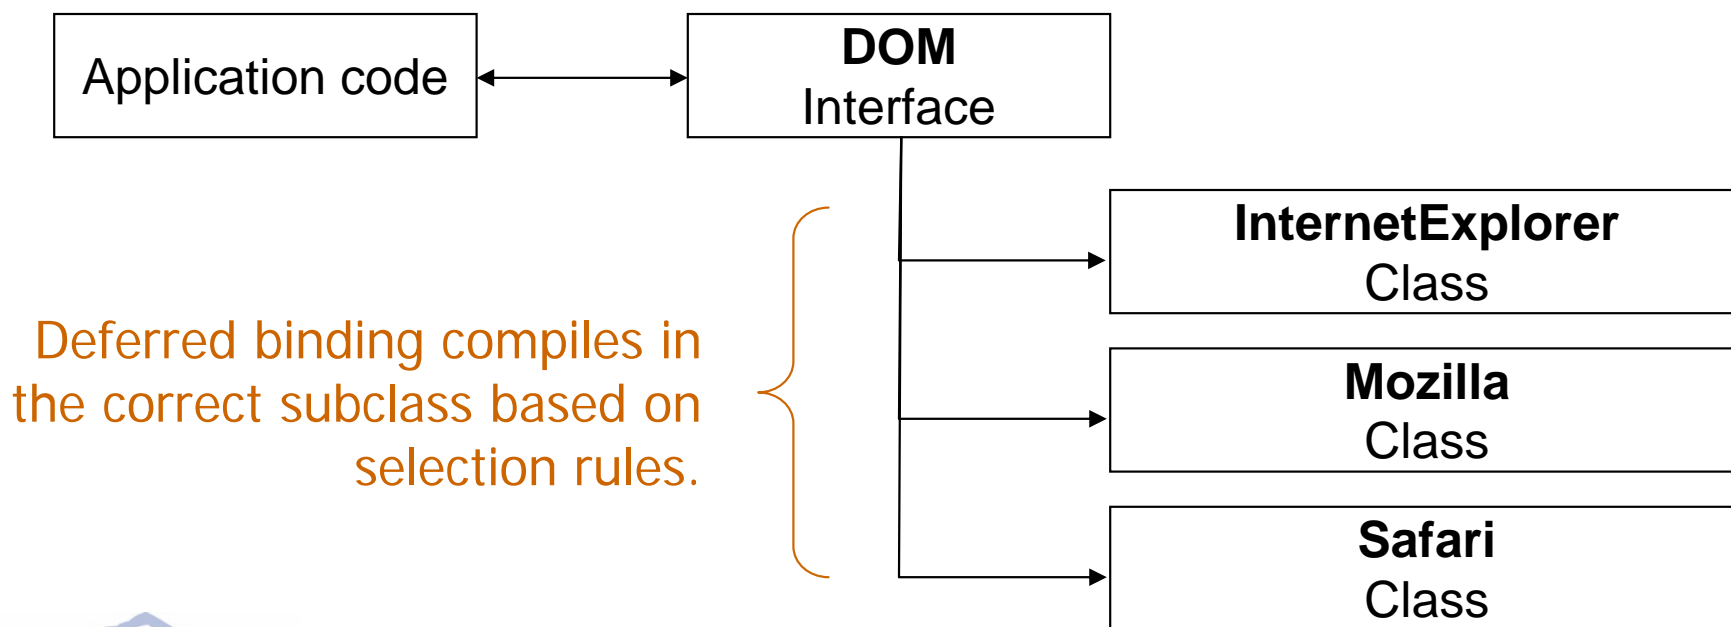 Application code
DOM
Interface
InternetExplorer
Class
Deferred binding compiles in
the correct subclass based on
selection rules.
Mozilla
Class
Safari
Class